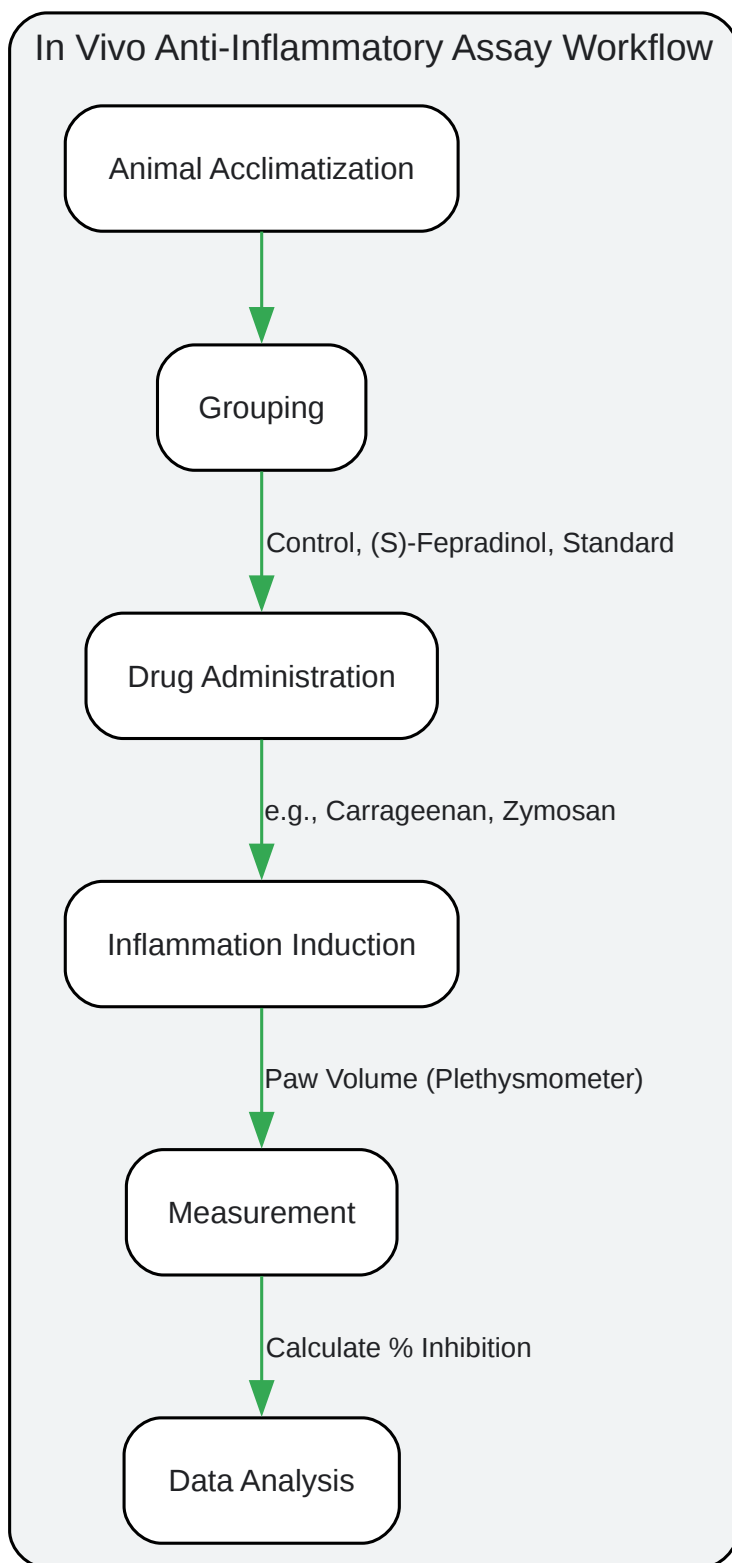 In Vivo Anti-Inflammatory Assay Workflow
Animal Acclimatization
Grouping
Control, (S)-Fepradinol, Standard
Drug Administration
e.g., Carrageenan, Zymosan
Inflammation Induction
Paw Volume (Plethysmometer)
Measurement
Calculate % Inhibition
Data Analysis